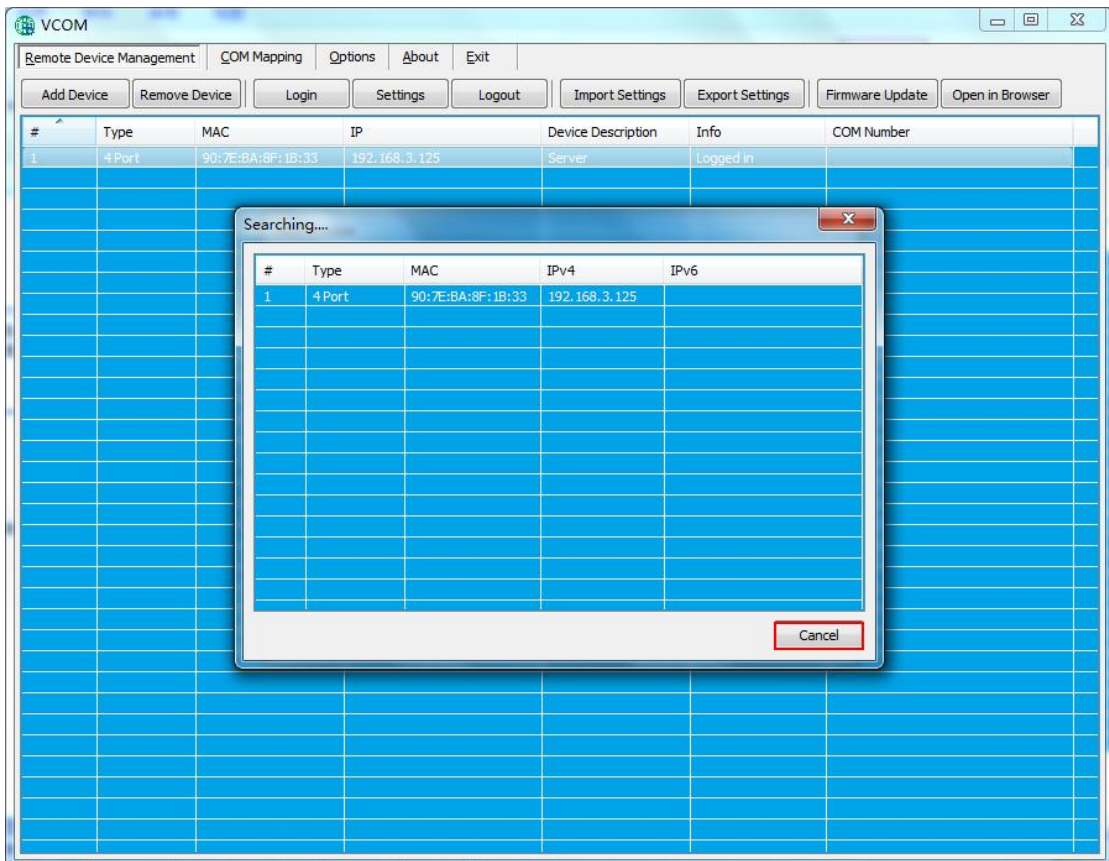 VCOM
Remote Device Management COM Mapping Options About Exit
Add Device Remove Device Login Settings Logout Import Settings Export Settings Firmware Update Open in Browser
# Type MAC IP Device Description Info COM Number
1 4 Port 90:7E:BA:8F:1B:33 192.168.3.125 Server Logged in
Searching....
# Type MAC IPv4 IPv6
1 4 Port 90:7E:BA:8F:1B:33 192.168.3.125
Cancel